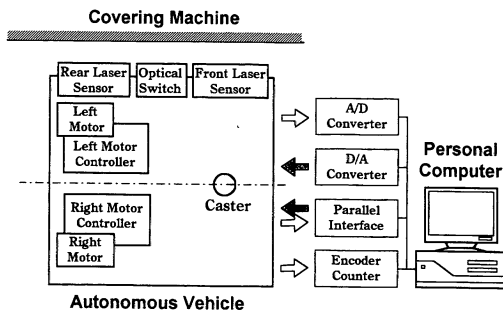 Covering Machine
Rear Laser
Sensor
Optical
Switch
Front Laser
Sensor
Left
Motor
Left Motor
Controller
Caster
Right Motor
Controller
Right
Motor
Autonomous Vehicle
A/D
Converter
D/A
Converter
Parallel
Interface
Encoder
Counter
Personal
Computer